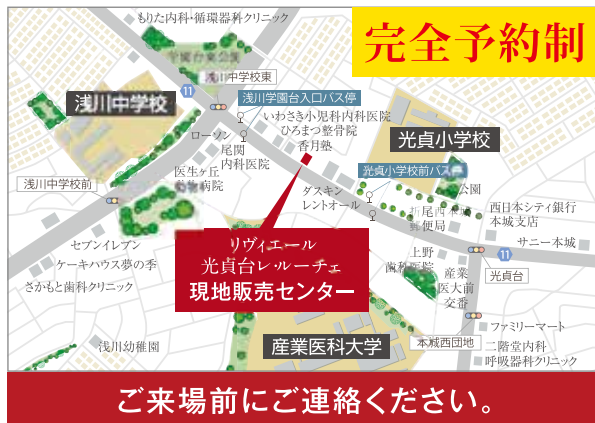 もりた内科・循環器科クリニック
完全予約制
浅川中学校東
11
浅川学園台入口バス停
浅川中学校
いわさき小児科内科医院
ひろまつ整骨院
香月塾
ローソン
尾関
内科医院
光貞小学校
医生ヶ丘
動物病院
光貞小学校前バス停
浅川中学校前
公園
ダスキン
レントオール
西日本シティ銀行
本城支店
郵便局
サニー本城
セブンイレブン
ケーキハウス夢の季
さかもと歯科クリニック
リヴィエール
光貞台レ・ルーチェ
現地販売センター
上野
歯科医院
11
光貞台
産業
医大前
交番
浅川幼稚園
産業医科大学
本城西団地
ファミリーマート
二階堂内科
呼吸器科クリニック
ご来場前にご連絡ください。